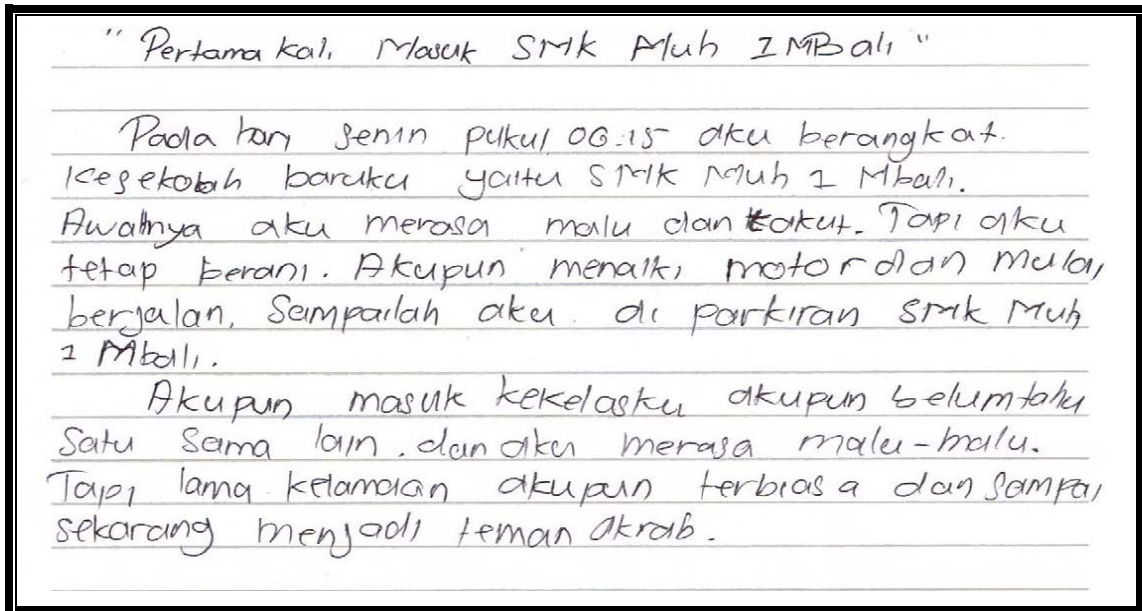 "Pertama kali Masuk SMK Muh 1 MBali"
Pada hary senin pukul 06.15 aku berangkat.
kesekolah baruku yaitu SMK Muh 1 Mbali.
Awalnya aku merasa malu dan takut. Tapi aku
tetap berani. Akupun menaiki motor dan mulai
berjalan. Sampailah aku di parkiran SMK Muh
1 Mbali.
Akupun masuk kekelasku akupun belumtahu
Satu sama lain. dan aku merasa malu-malu.
Tapi lama kelamaan akupun terbiasa dan sampai
sekarang menjadi teman akrab.